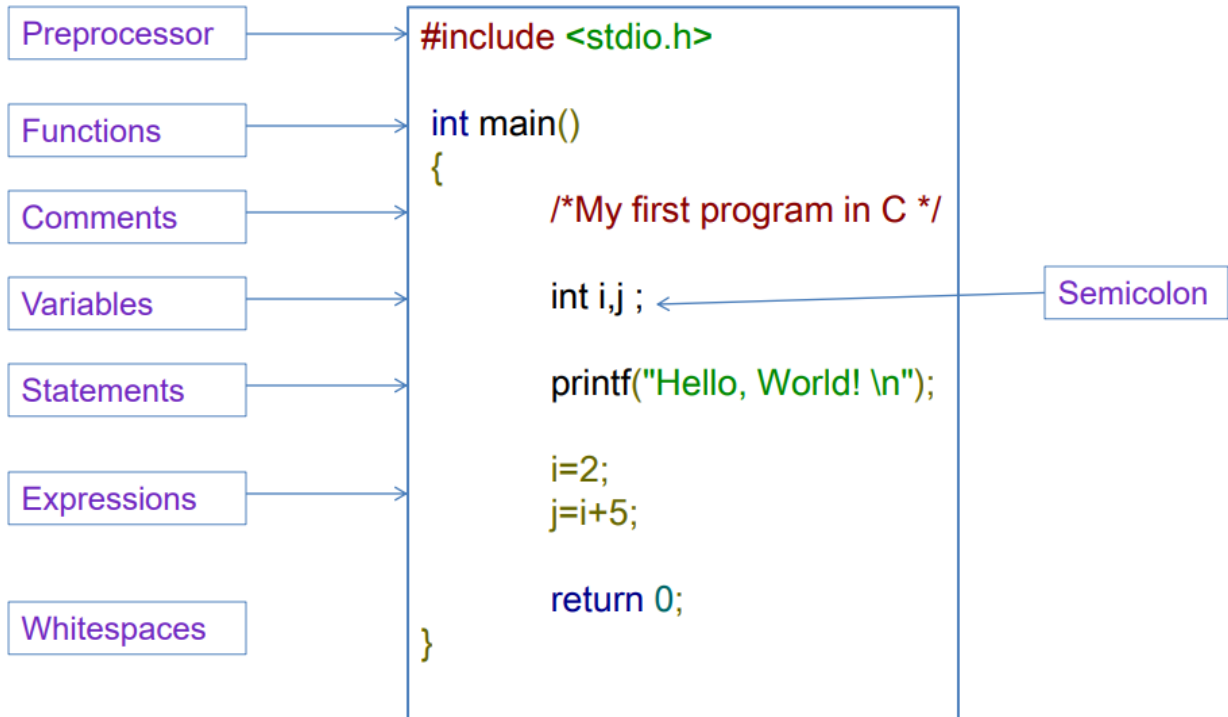 Preprocessor
#include <stdio.h>
Functions
int main()
{
Comments
/*My first program in C */
Variables
int i,j ;
Semicolon
Statements
printf("Hello, World! \n");
Expressions
i=2;
j=i+5;
return 0;
Whitespaces
}